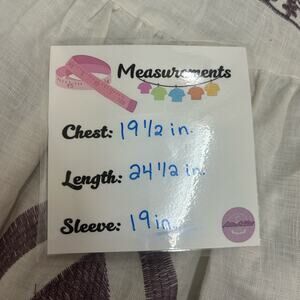 Measurements
Chest: 19 1/2 in.
Length: 24 1/2 in.
Sleeve: 19 in.